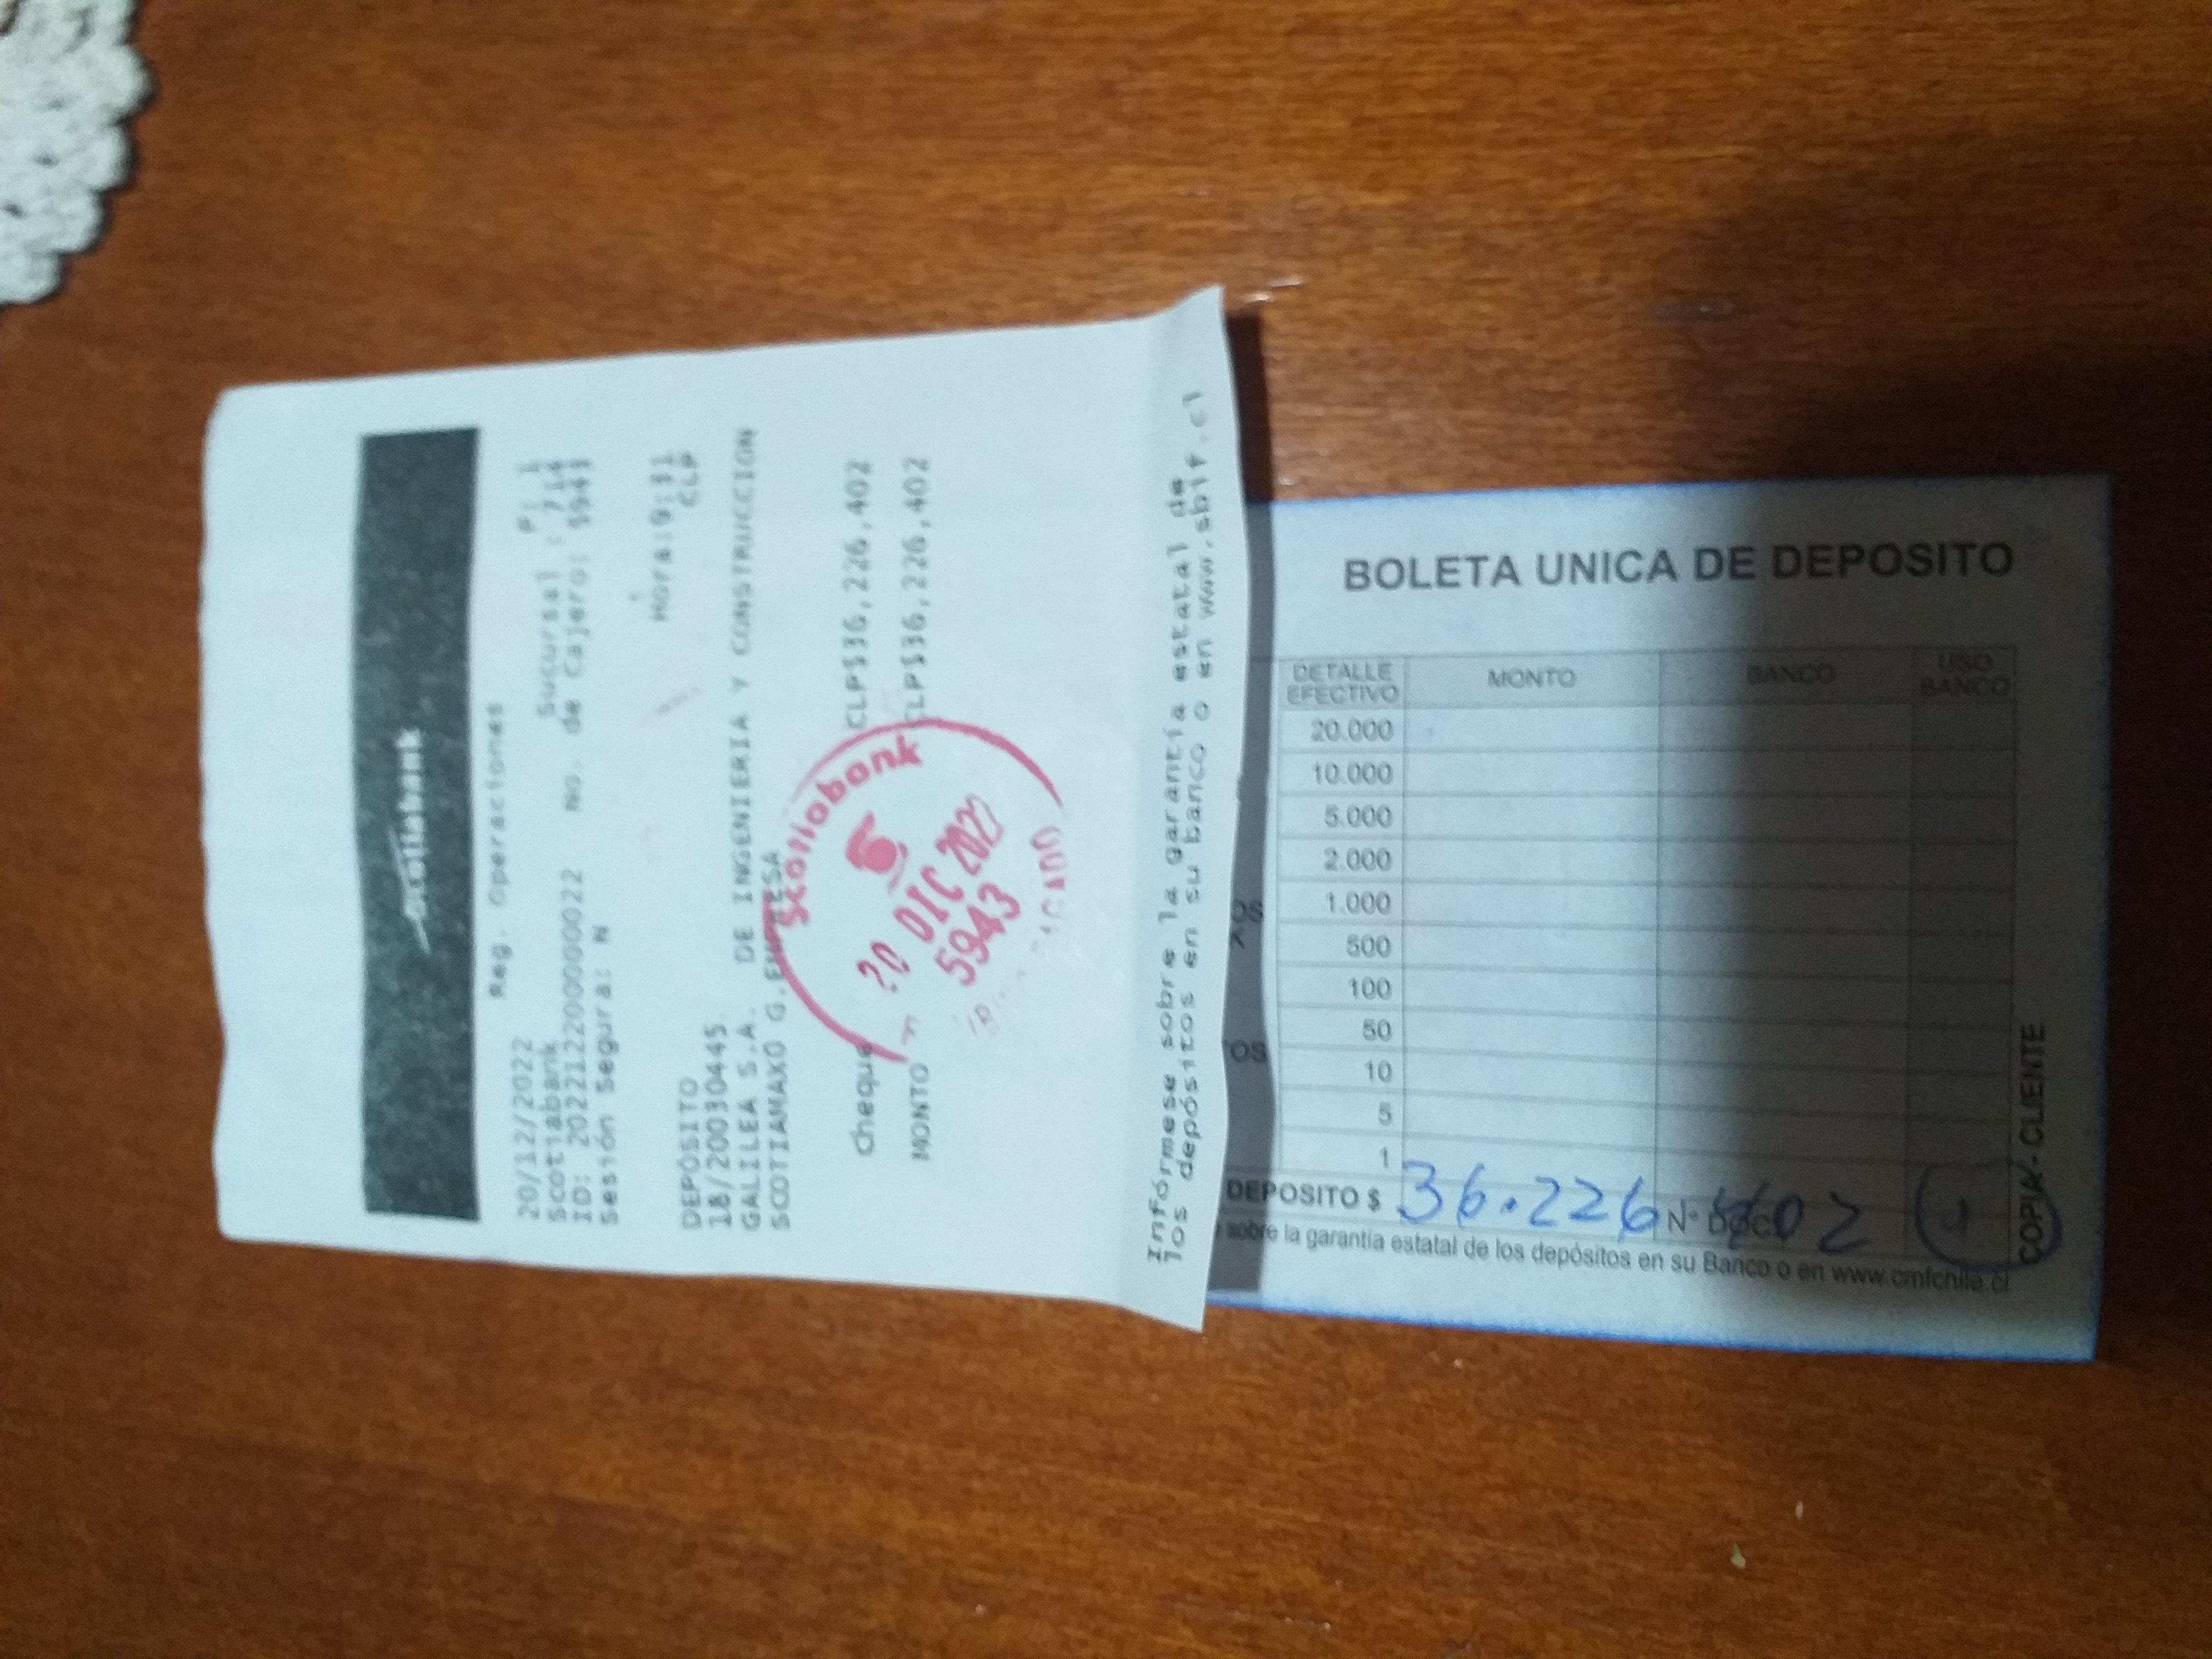 Scotiabank
Reg. Operaciones P: 1
20/12/2022 Sucursal : 714
Scotiabank No. de Cajero: 5943
ID: 20221220000000022
Sesión Segura: N
Hora:9:31
CLP
DEPÓSITO
18/20030445.
GALILEA S.A. DE INGENIERIA Y CONSTRUCCION
SCOTIAMAXO G.EMPRESA
Cheque CLP$36,226,402
MONTO CLP$36,226,402
Scotiabank
20 DIC 2022
5943
Infórmese sobre la garantía estatal de
los depósitos en su banco o en www.sbif.cl
BOLETA UNICA DE DEPOSITO
DETALLE EFECTIVO MONTO BANCO USO BANCO
20.000
10.000
5.000
2.000
1.000
500
100
50
10
5
1
DEPOSITO $ 36.226 402 1
sobre la garantía estatal de los depósitos en su Banco o en www.cmfchile.cl
COPIA - CLIENTE